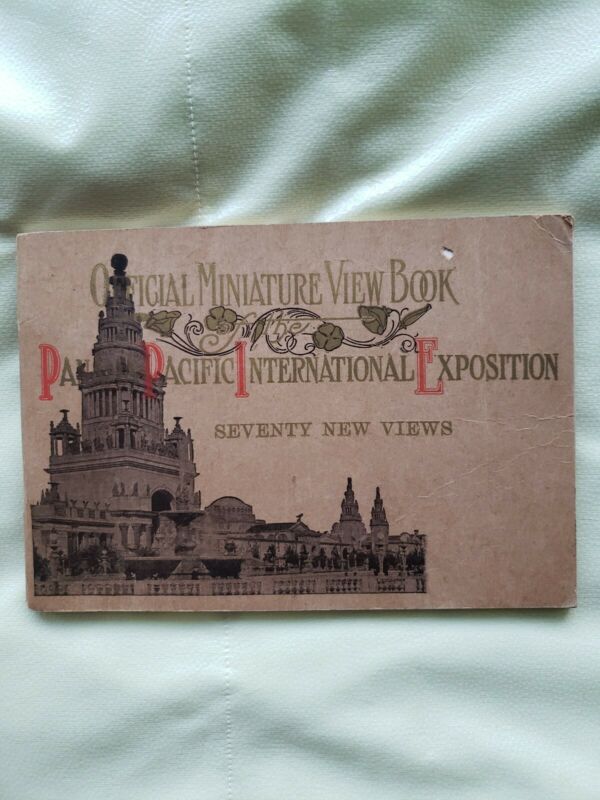 Official Miniature View Book
of the
Panama Pacific International Exposition
SEVENTY NEW VIEWS